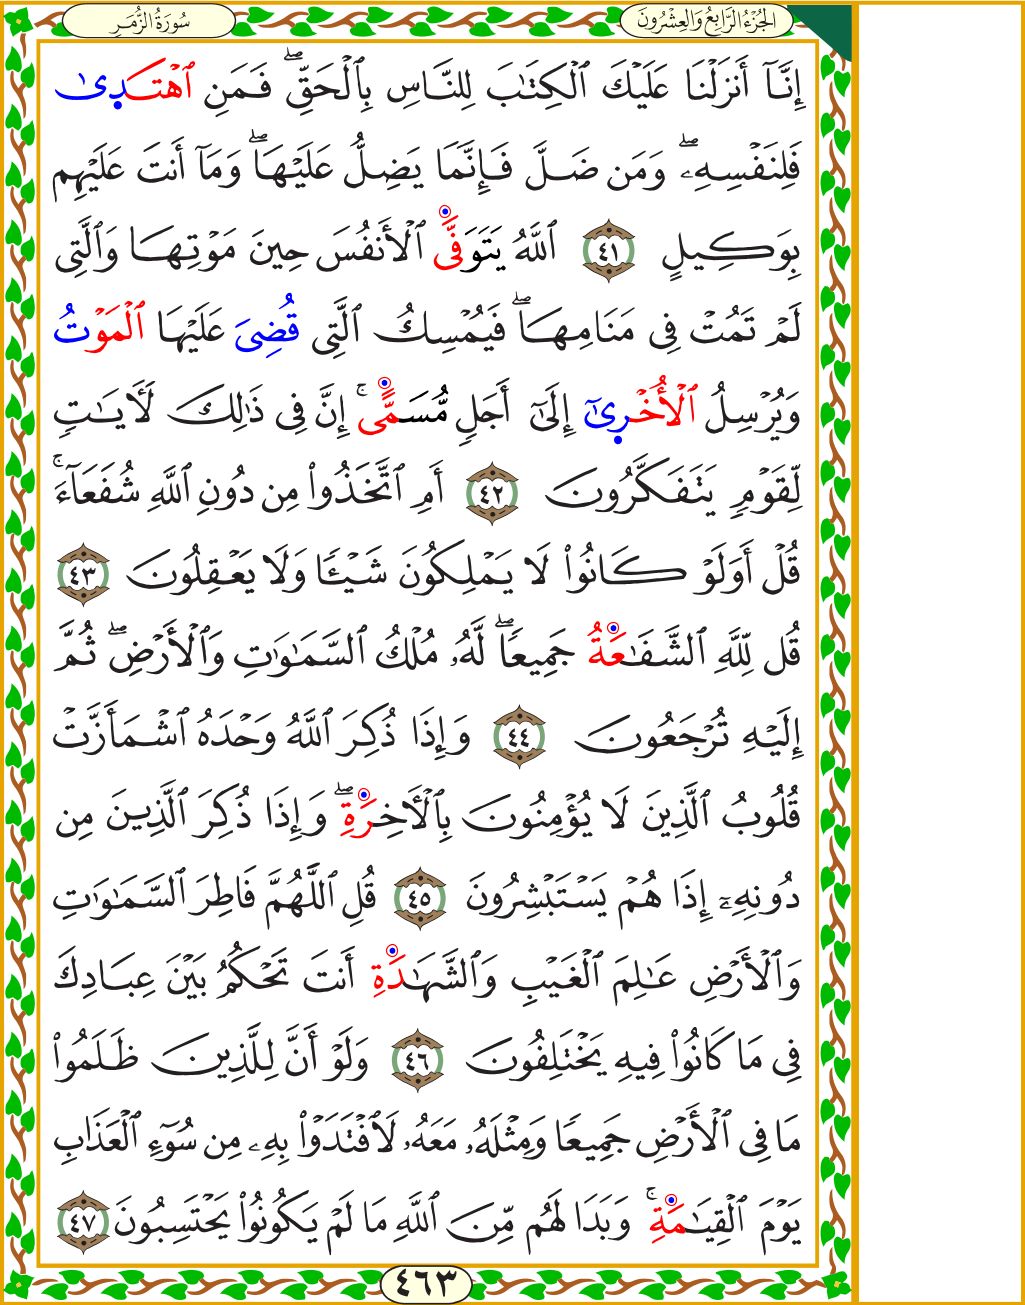 الجُزْءُ الرَّابِعُ وَالعِشْرُونَ
سُورَةُ الزُّمَرِ
إِنَّآ أَنزَلْنَا عَلَيْكَ ٱلْكِتَٰبَ لِلنَّاسِ بِٱلْحَقِّۖ فَمَنِ ٱهْتَدِىٰ
فَلِنَفْسِهِۦۖ وَمَن ضَلَّ فَإِنَّمَا يَضِلُّ عَلَيْهَاۖ وَمَآ أَنتَ عَلَيْهِم
بِوَكِيلٍ ٤١ ٱللَّهُ يَتَوَفَّى ٱلْأَنفُسَ حِينَ مَوْتِهَا وَٱلَّتِى
لَمْ تَمُتْ فِى مَنَامِهَاۖ فَيُمْسِكُ ٱلَّتِى قُضِىَ عَلَيْهَا ٱلْمَوْتُ
وَيُرْسِلُ ٱلْأُخْرِىٰٓ إِلَىٰٓ أَجَلٍ مُّسَمًّىۚ إِنَّ فِى ذَٰلِكَ لَأٓيَٰتٍ
لِّقَوْمٍ يَتَفَكَّرُونَ ٤٢ أَمِ ٱتَّخَذُوا۟ مِن دُونِ ٱللَّهِ شُفَعَآءَۚ
قُلْ أَوَلَوْ كَانُوا۟ لَا يَمْلِكُونَ شَيْـًٔا وَلَا يَعْقِلُونَ ٤٣
قُل لِّلَّهِ ٱلشَّفَٰعَةُ جَمِيعًاۖ لَّهُۥ مُلْكُ ٱلسَّمَٰوَٰتِ وَٱلْأَرْضِۖ ثُمَّ
إِلَيْهِ تُرْجَعُونَ ٤٤ وَإِذَا ذُكِرَ ٱللَّهُ وَحْدَهُ ٱشْمَأَزَّتْ
قُلُوبُ ٱلَّذِينَ لَا يُؤْمِنُونَ بِٱلْأَخِرَةِۖ وَإِذَا ذُكِرَ ٱلَّذِينَ مِن
دُونِهِۦٓ إِذَا هُمْ يَسْتَبْشِرُونَ ٤٥ قُلِ ٱللَّهُمَّ فَاطِرَ ٱلسَّمَٰوَٰتِ
وَٱلْأَرْضِ عَٰلِمَ ٱلْغَيْبِ وَٱلشَّهَٰدَةِ أَنتَ تَحْكُمُ بَيْنَ عِبَادِكَ
فِى مَا كَانُوا۟ فِيهِ يَخْتَلِفُونَ ٤٦ وَلَوْ أَنَّ لِلَّذِينَ ظَلَمُوا۟
مَا فِى ٱلْأَرْضِ جَمِيعًا وَمِثْلَهُۥ مَعَهُۥ لَٱفْتَدَوْا۟ بِهِۦ مِن سُوٓءِ ٱلْعَذَابِ
يَوْمَ ٱلْقِيَٰمَةِۚ وَبَدَا لَهُم مِّنَ ٱللَّهِ مَا لَمْ يَكُونُوا۟ يَحْتَسِبُونَ ٤٧
٤٦٣